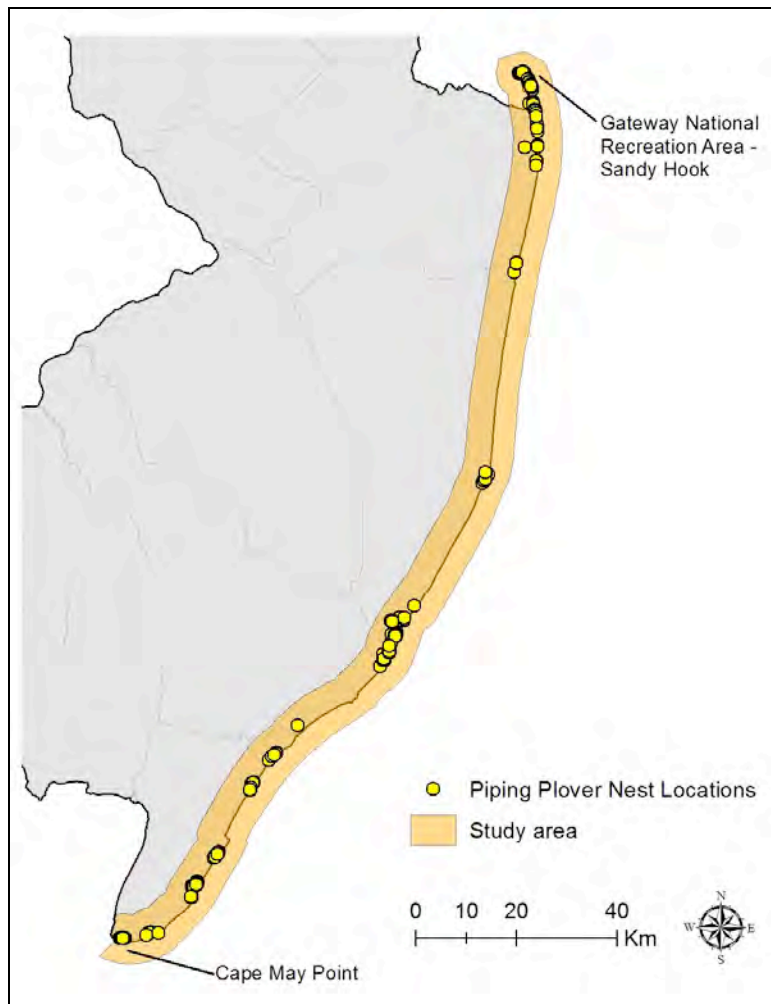 Gateway National
Recreation Area -
Sandy Hook
Piping Plover Nest Locations
Study area
0 10 20 40
Km
N
W E
S
Cape May Point